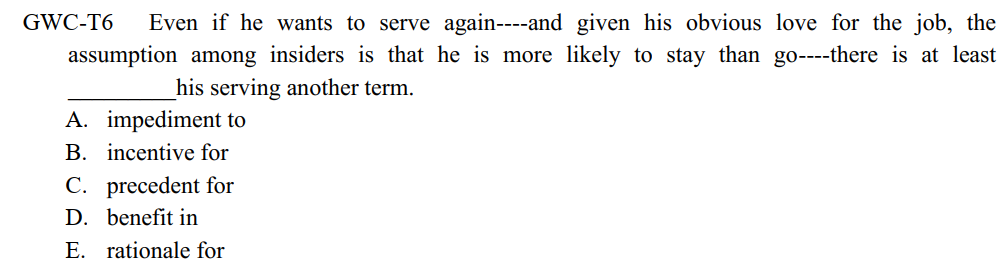 GWC-T6 Even if he wants to serve again----and given his obvious love for the job, the
assumption among insiders is that he is more likely to stay than go----there is at least
__________his serving another term.
A. impediment to
B. incentive for
C. precedent for
D. benefit in
E. rationale for